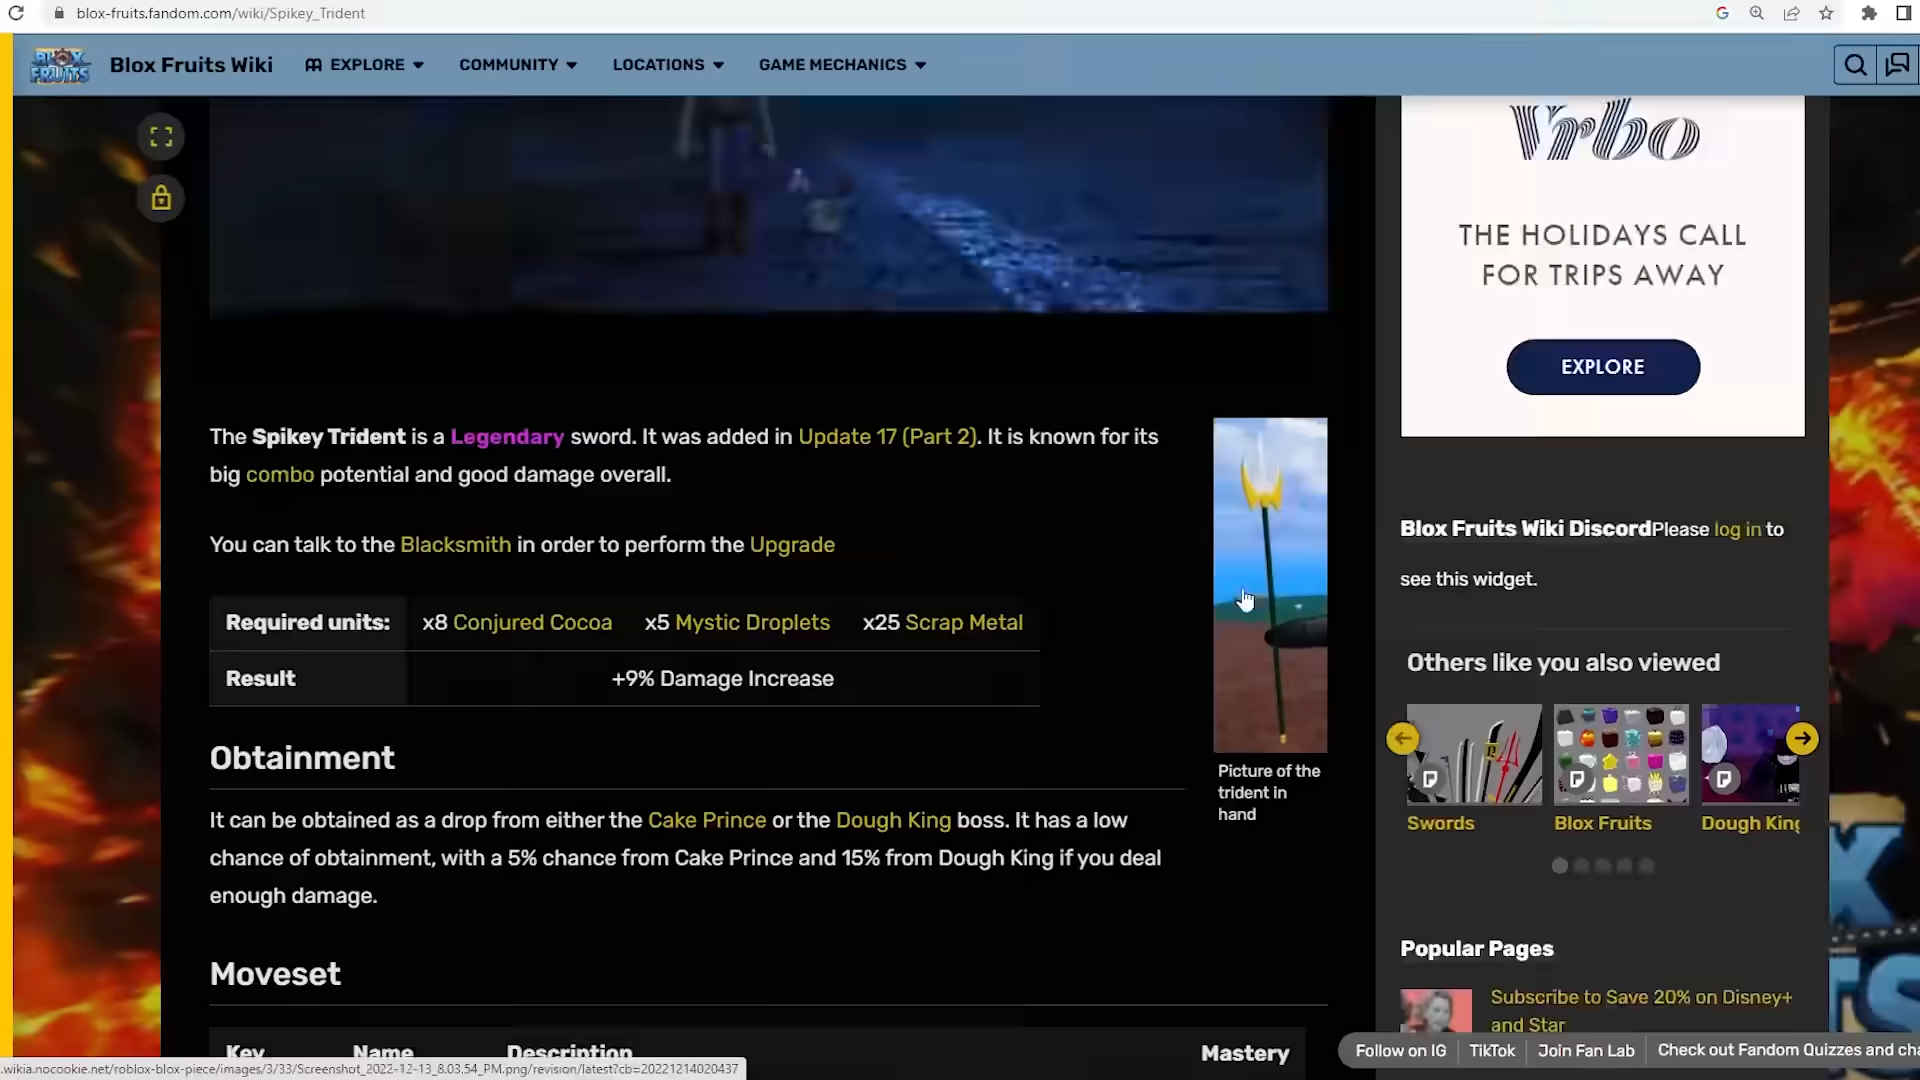 blox-fruits.fandom.com/wiki/Spikey_Trident
BLOX FRUITS
Blox Fruits Wiki
EXPLORE
COMMUNITY
LOCATIONS
GAME MECHANICS
Vrbo
THE HOLIDAYS CALL
FOR TRIPS AWAY
EXPLORE
The Spikey Trident is a Legendary sword. It was added in Update 17 (Part 2). It is known for its
big combo potential and good damage overall.
You can talk to the Blacksmith in order to perform the Upgrade
Required units: x8 Conjured Cocoa x5 Mystic Droplets x25 Scrap Metal
Result +9% Damage Increase
Picture of the
trident in
hand
Obtainment
It can be obtained as a drop from either the Cake Prince or the Dough King boss. It has a low
chance of obtainment, with a 5% chance from Cake Prince and 15% from Dough King if you deal
enough damage.
Moveset
Key Name Description Mastery
Blox Fruits Wiki DiscordPlease log in to
see this widget.
Others like you also viewed
Swords
Blox Fruits
Dough King
Popular Pages
Subscribe to Save 20% on Disney+
and Star
Follow on IG
TikTok
Join Fan Lab
Check out Fandom Quizzes and cha
.wikia.nocookie.net/roblox-blox-piece/images/3/33/Screenshot_2022-12-13_8.03.54_PM.png/revision/latest?cb=20221214020437